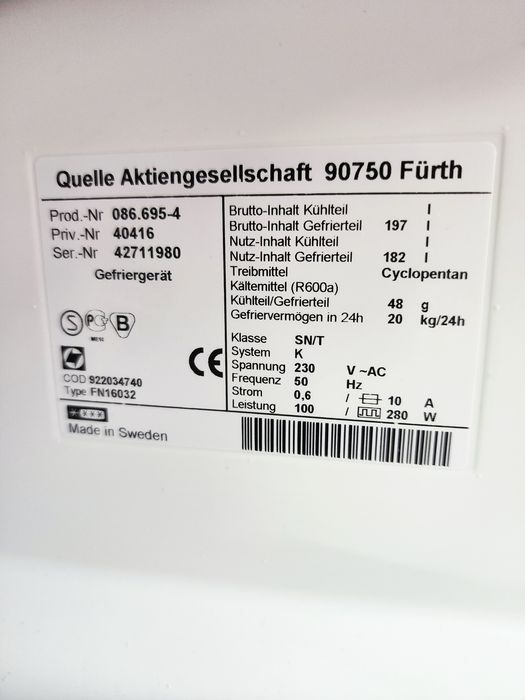 Quelle Aktiengesellschaft 90750 Fürth
Prod.-Nr 086.695-4
Priv.-Nr 40416
Ser.-Nr 42711980
Gefriergerät
S PG B
COD 922034740
Type FN16032
Made in Sweden
CE
Brutto-Inhalt Kühlteil l
Brutto-Inhalt Gefrierteil 197 l
Nutz-Inhalt Kühlteil l
Nutz-Inhalt Gefrierteil 182 l
Treibmittel Cyclopentan
Kältemittel (R600a)
Kühlteil/Gefrierteil 48 g
Gefriervermögen in 24h 20 kg/24h
Klasse SN/T
System K
Spannung 230 V ~AC
Frequenz 50 Hz
Strom 0,6 / 10 A
Leistung 100 / 280 W